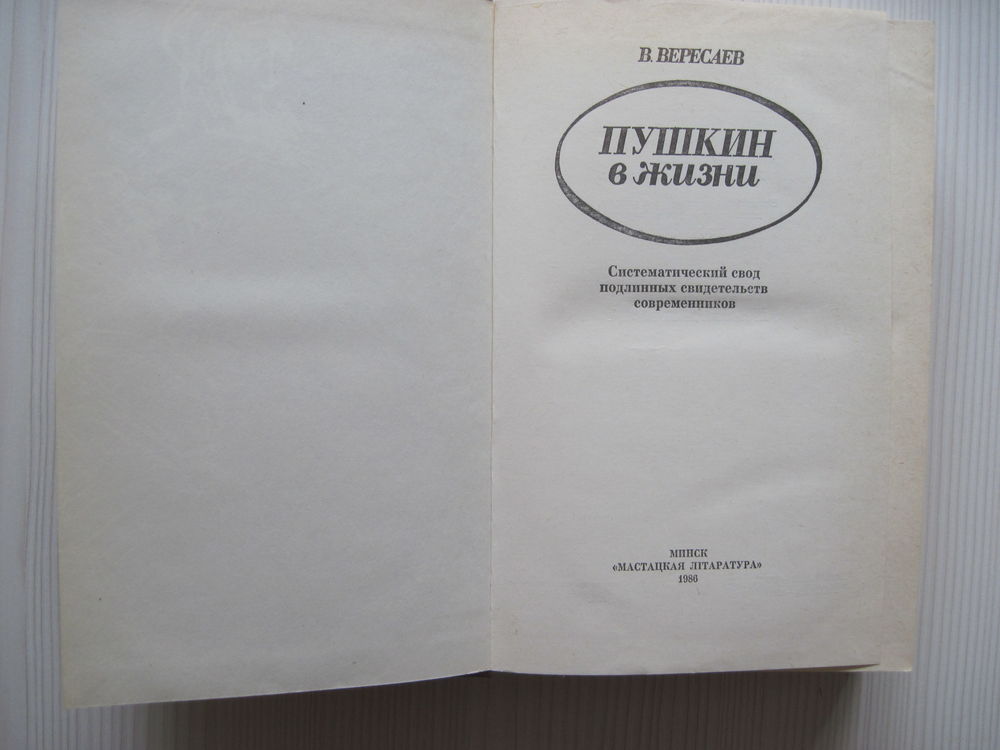 В. ВЕРЕСАЕВ
ПУШКИН
в жизни
Систематический свод
подлинных свидетельств
современников
МИНСК
«МАСТАЦКАЯ ЛІТАРАТУРА»
1986